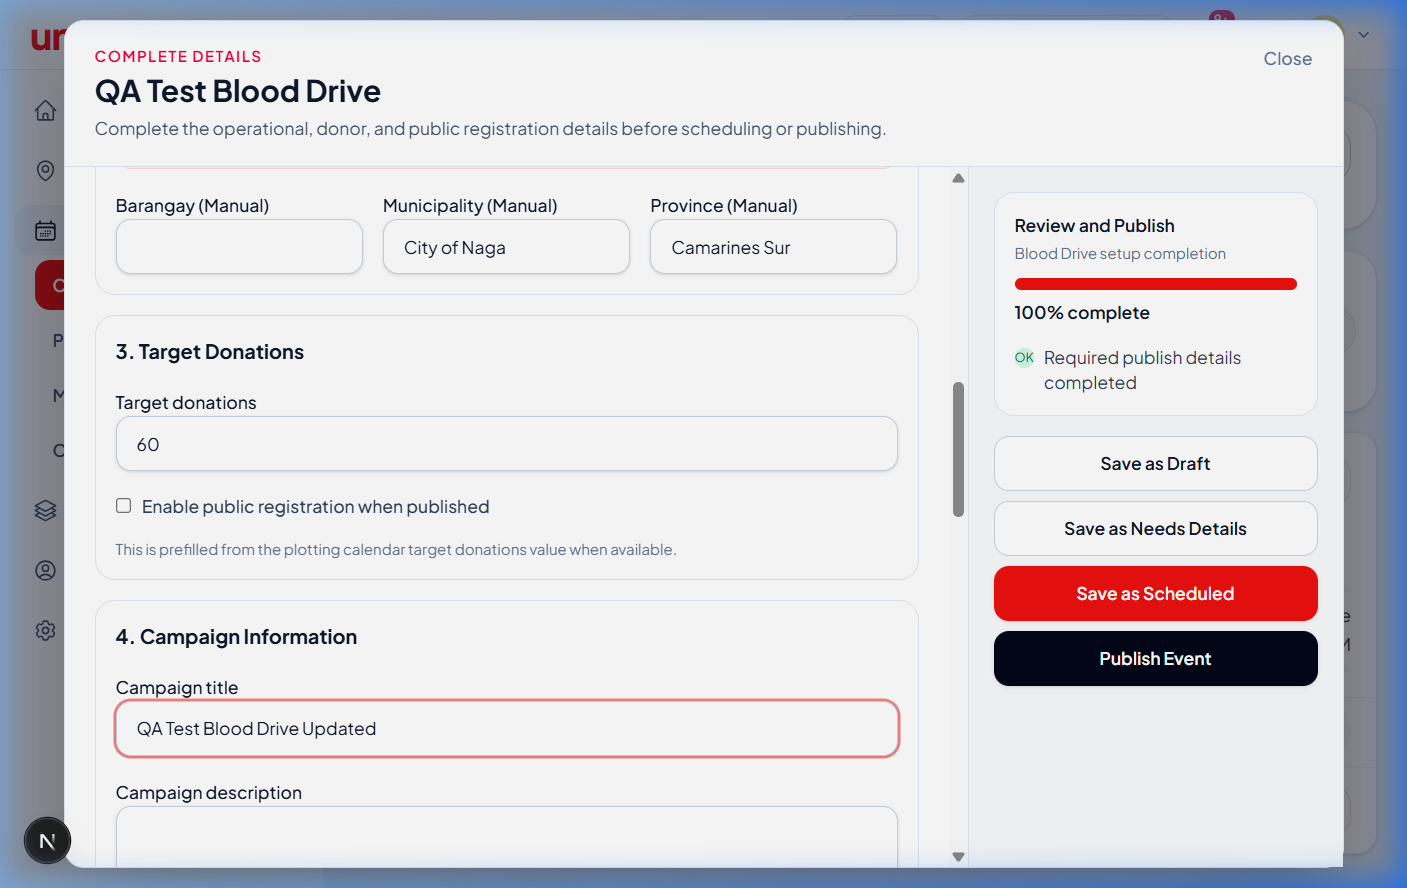 ur
COMPLETE DETAILS
QA Test Blood Drive
Complete the operational, donor, and public registration details before scheduling or publishing.
Close
Barangay (Manual)
Municipality (Manual)
Province (Manual)
City of Naga
Camarines Sur
3. Target Donations
Target donations
60
Enable public registration when published
This is prefilled from the plotting calendar target donations value when available.
4. Campaign Information
Campaign title
QA Test Blood Drive Updated
Campaign description
Review and Publish
Blood Drive setup completion
100% complete
OK Required publish details
completed
Save as Draft
Save as Needs Details
Save as Scheduled
Publish Event
C
P
M
C
N